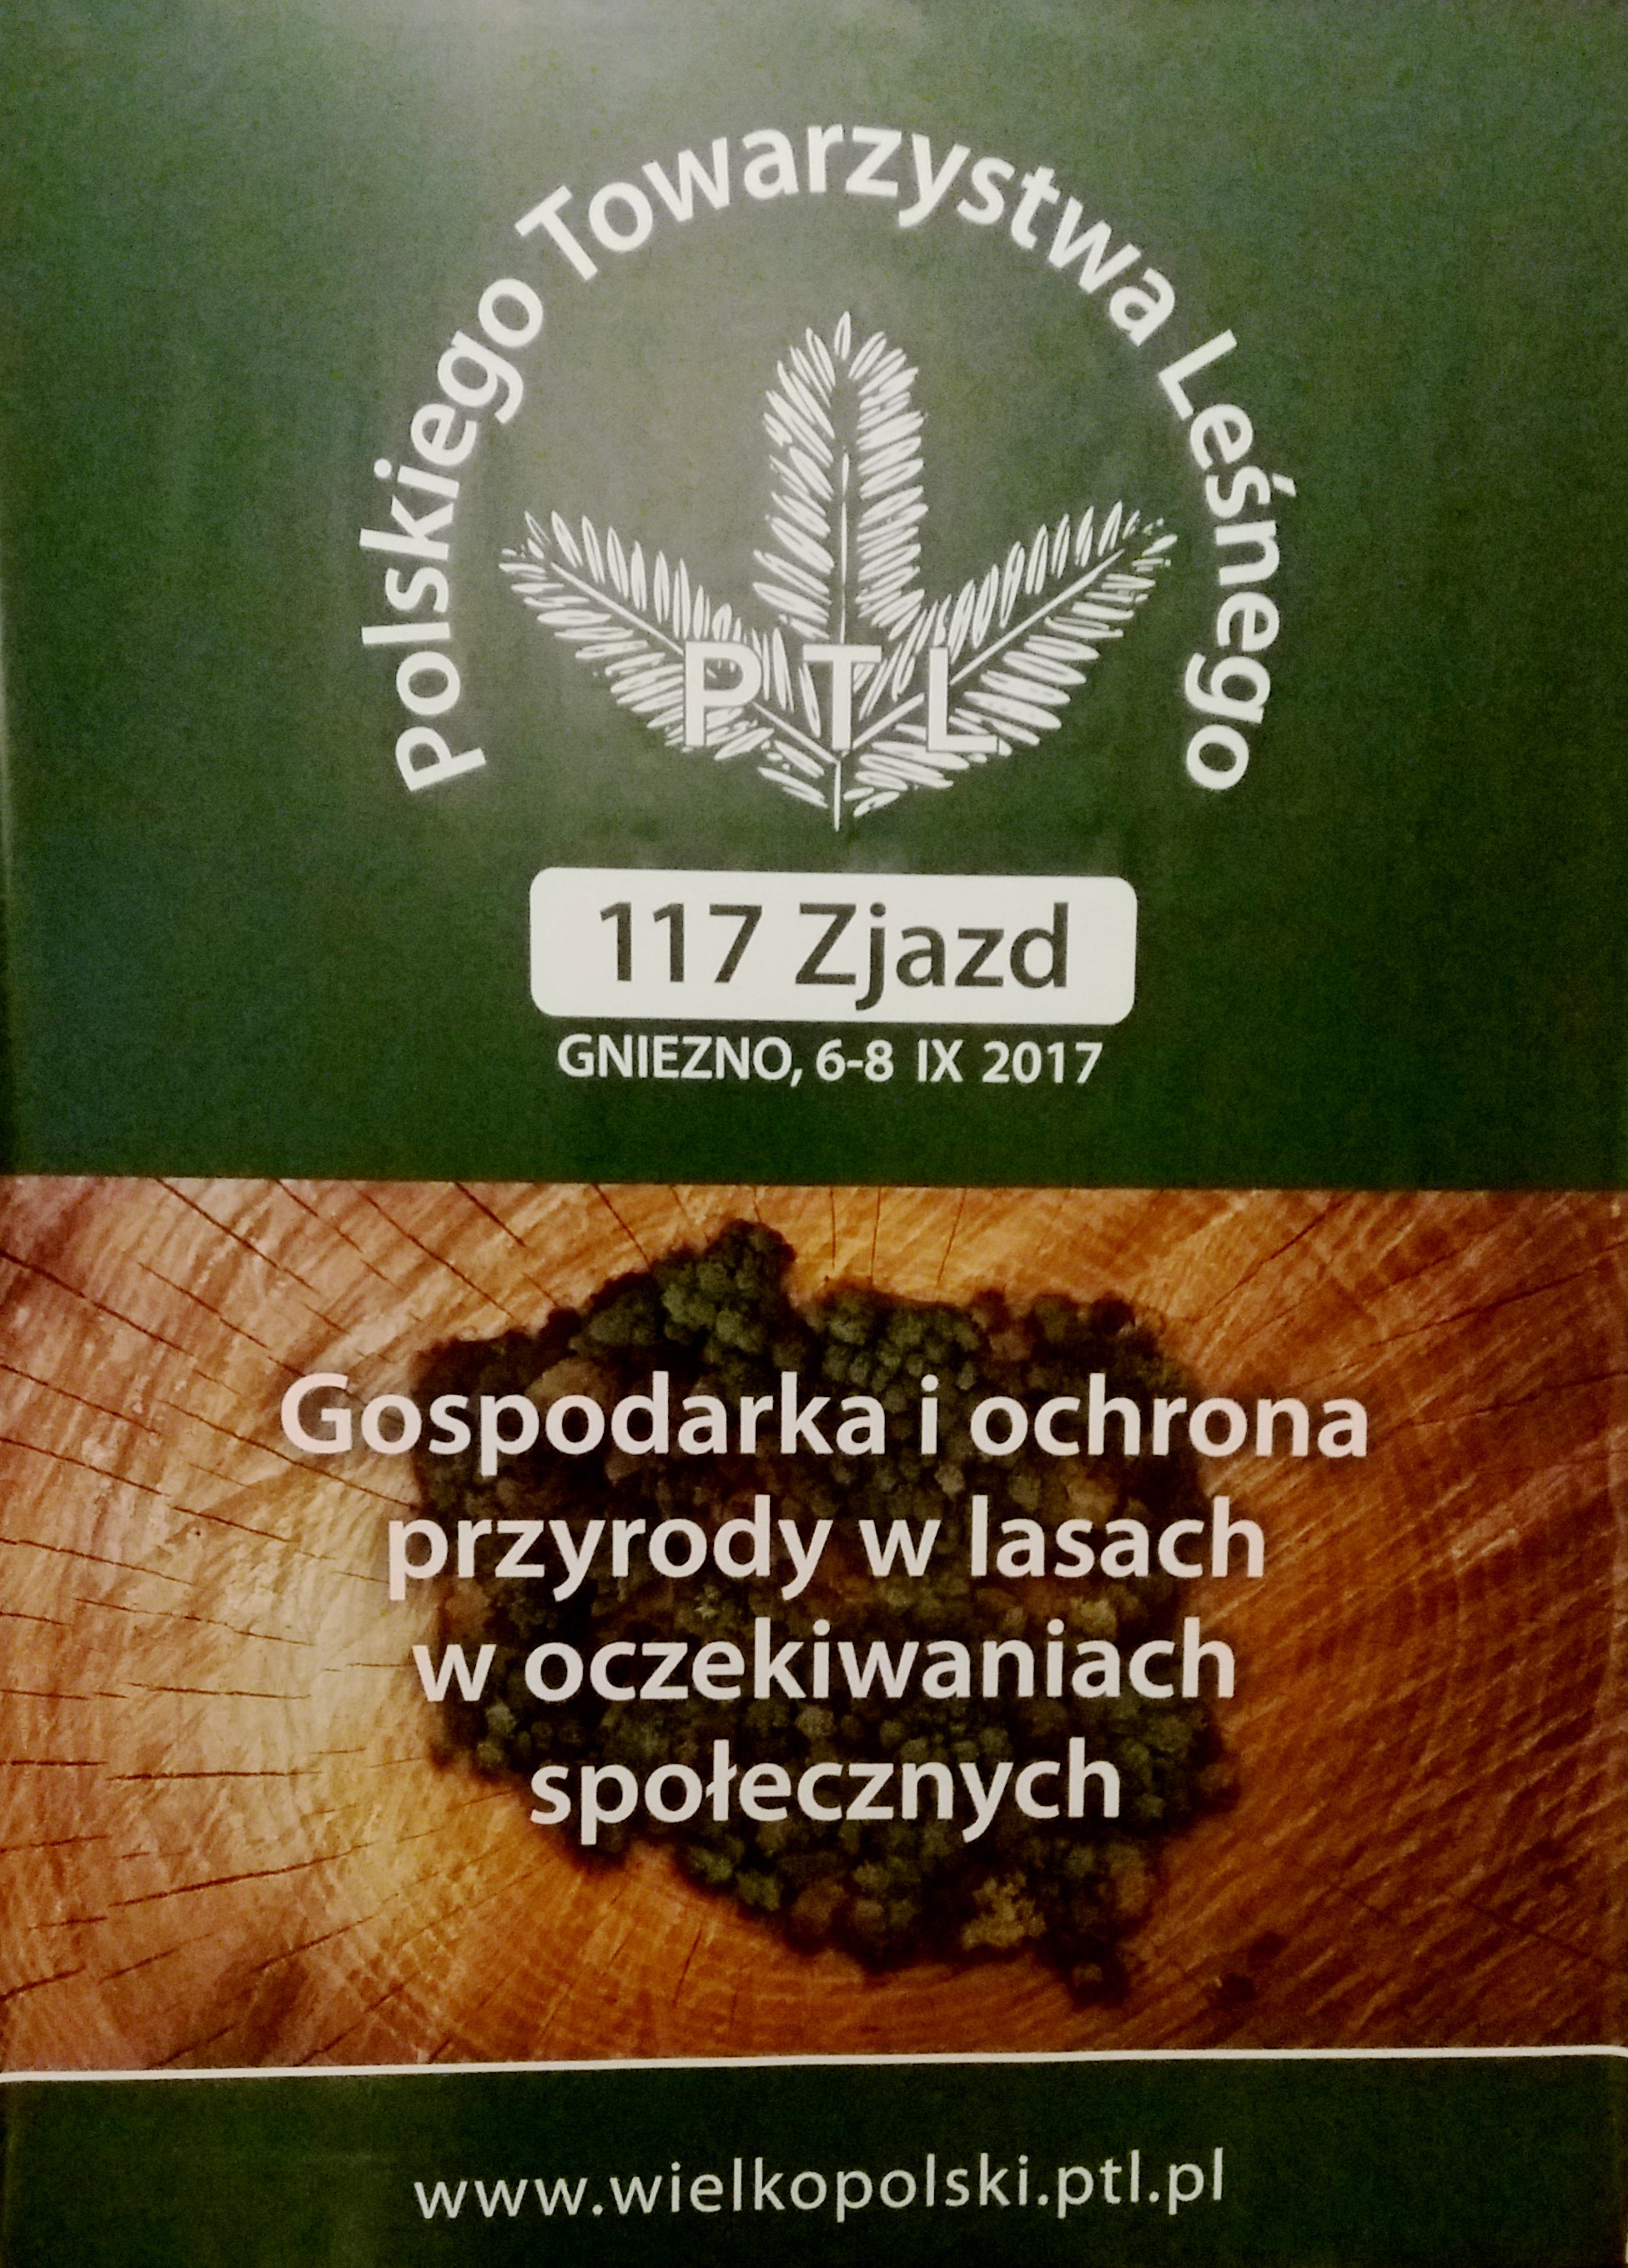 Polskiego Towarzystwa Leśnego
PTL
117 Zjazd
GNIEZNO, 6-8 IX 2017
Gospodarka i ochrona
przyrody w lasach
w oczekiwaniach
społecznych
www.wielkopolski.ptl.pl